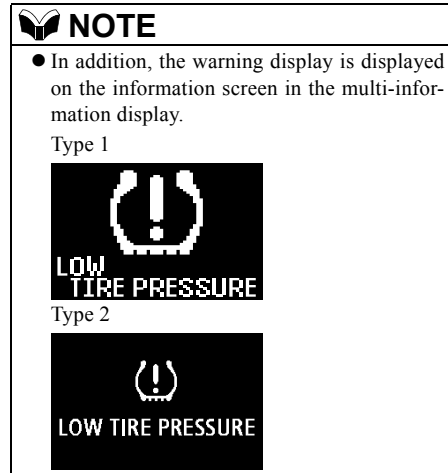 NOTE
● In addition, the warning display is displayed
on the information screen in the multi-infor-
mation display.
Type 1
LOW
TIRE PRESSURE
Type 2
LOW TIRE PRESSURE